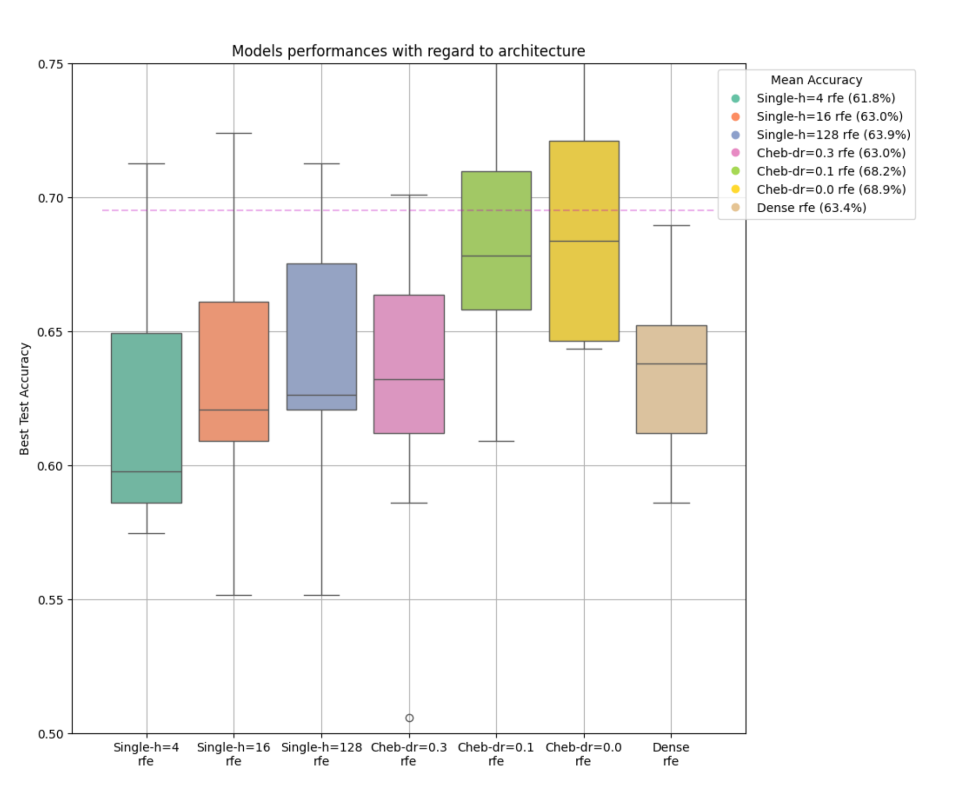 Models performances with regard to architecture
0.75
0.70
0.65
0.60
0.55
0.50
Best Test Accuracy
Mean Accuracy
Single-h=4 rfe (61.8%)
Single-h=16 rfe (63.0%)
Single-h=128 rfe (63.9%)
Cheb-dr=0.3 rfe (63.0%)
Cheb-dr=0.1 rfe (68.2%)
Cheb-dr=0.0 rfe (68.9%)
Dense rfe (63.4%)
Single-h=4
rfe
Single-h=16
rfe
Single-h=128
rfe
Cheb-dr=0.3
rfe
Cheb-dr=0.1
rfe
Cheb-dr=0.0
rfe
Dense
rfe